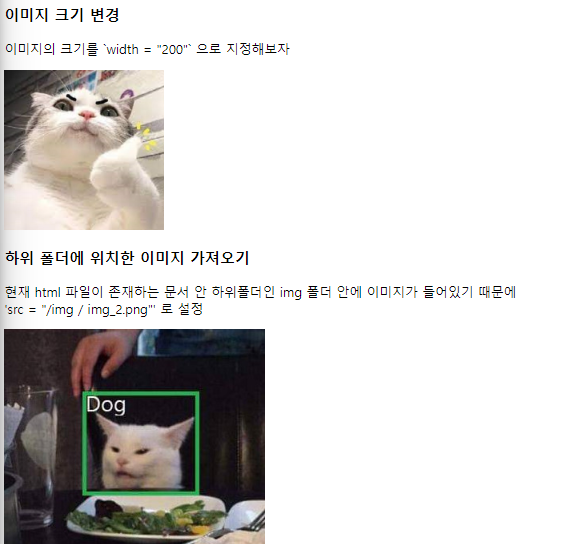 이미지 크기 변경
이미지의 크기를 `width = "200"` 으로 지정해보자
하위 폴더에 위치한 이미지 가져오기
현재 html 파일이 존재하는 문서 안 하위폴더인 img 폴더 안에 이미지가 들어있기 때문에
'src = "/img / img_2.png"' 로 설정
Dog